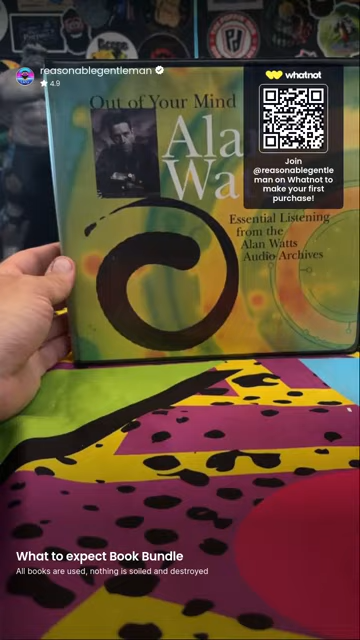 reasonablegentleman
4.9
whatnot
Join
@reasonablegentle
man on Whatnot to
make your first
purchase!
Out of Your Mind
Ala
Wa
Essential Listening
from the
Alan Watts
Audio Archives
What to expect Book Bundle
All books are used, nothing is soiled and destroyed